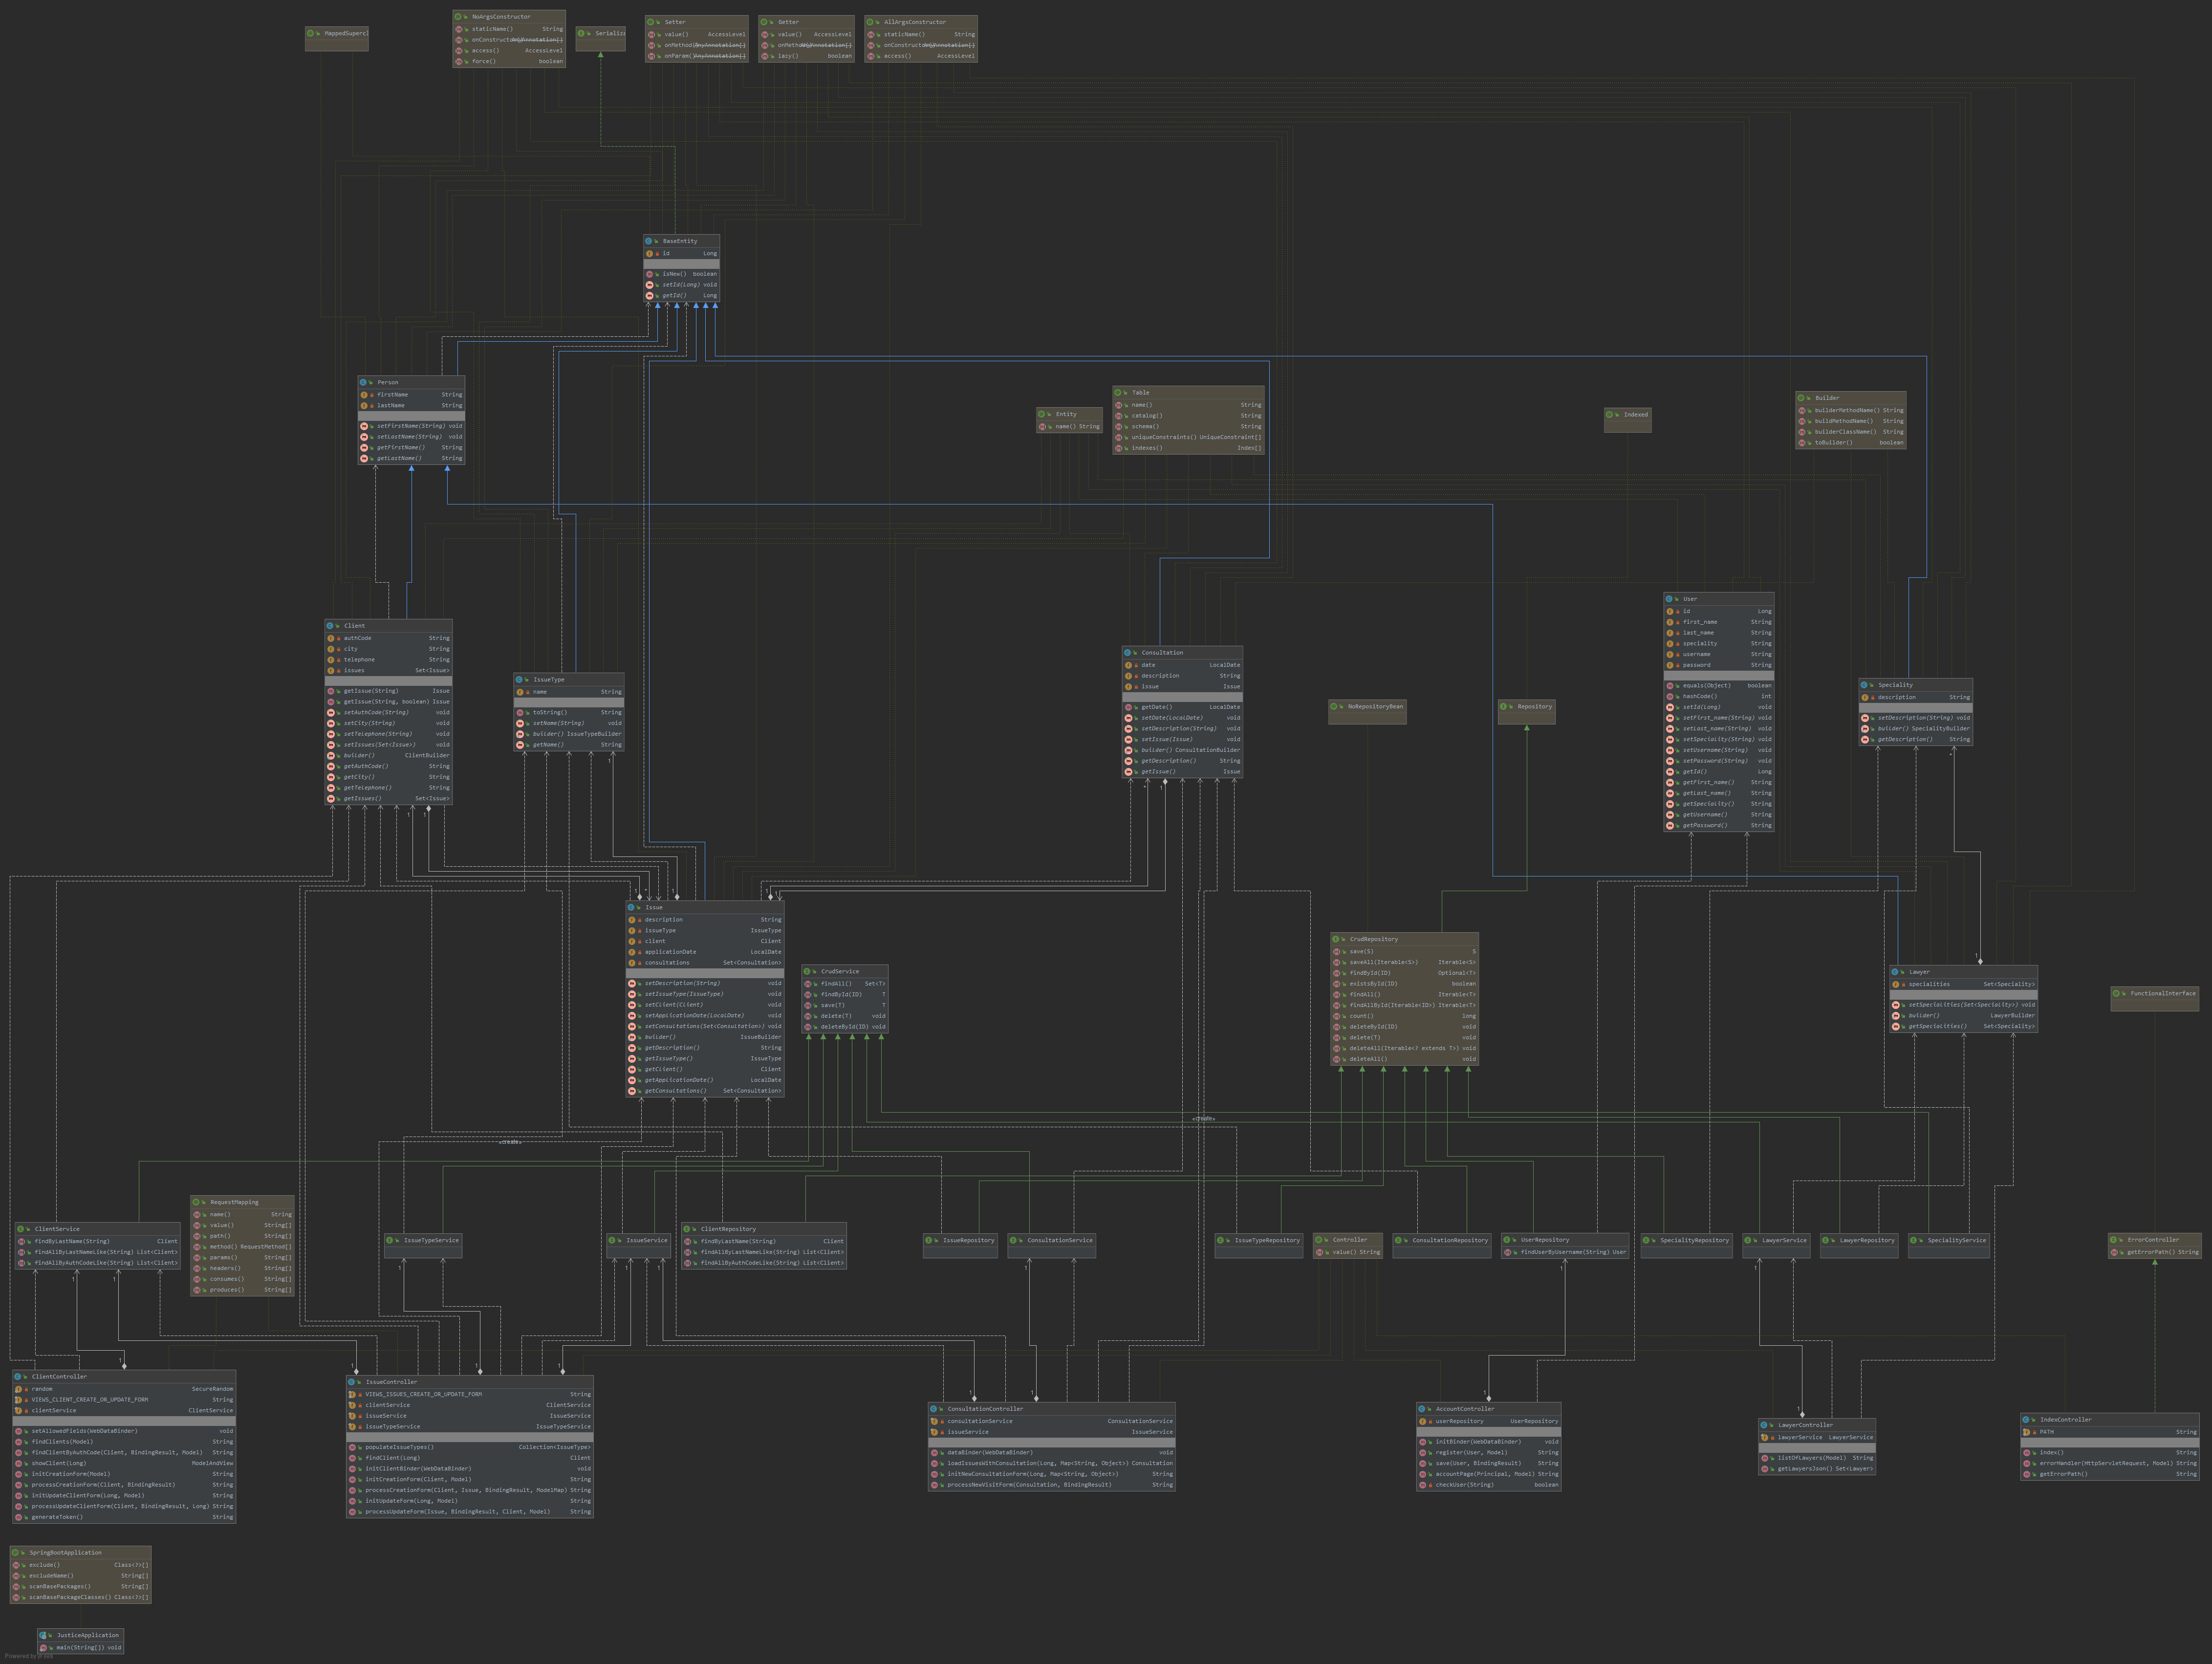 MappedSupercl
NoArgsConstructor
staticName() String
access() AccessLevel
force() boolean
Serializa
Setter
value() AccessLevel
Getter
value() AccessLevel
lazy() boolean
AllArgsConstructor
staticName() String
access() AccessLevel
BaseEntity
id Long
isNew() boolean
setId(Long) void
getId() Long
Person
firstName String
lastName String
setFirstName(String) void
setLastName(String) void
getFirstName() String
getLastName() String
Entity
name() String
Table
name() String
catalog() String
schema() String
uniqueConstraints() UniqueConstraint[]
indexes() Index[]
Indexed
Builder
builderMethodName() String
buildMethodName() String
builderClassName() String
toBuilder() boolean
Client
authCode String
city String
telephone String
issues Set<Issue>
getIssue(String) Issue
getIssue(String, boolean) Issue
setAuthCode(String) void
setCity(String) void
setTelephone(String) void
setIssues(Set<Issue>) void
builder() ClientBuilder
getAuthCode() String
getCity() String
getTelephone() String
getIssues() Set<Issue>
IssueType
name String
toString() String
setName(String) void
builder() IssueTypeBuilder
getName() String
Consultation
date LocalDate
description String
issue Issue
getDate() LocalDate
setDate(LocalDate) void
setDescription(String) void
setIssue(Issue) void
builder() ConsultationBuilder
getDescription() String
getIssue() Issue
NoRepositoryBean
Repository
User
id Long
first_name String
last_name String
speciality String
username String
password String
equals(Object) boolean
hashCode() int
setId(Long) void
setFirst_name(String) void
setLast_name(String) void
setSpeciality(String) void
setUsername(String) void
setPassword(String) void
getId() Long
getFirst_name() String
getLast_name() String
getSpeciality() String
getUsername() String
getPassword() String
Speciality
description String
setDescription(String) void
builder() SpecialityBuilder
getDescription() String
Issue
description String
issueType IssueType
client Client
applicationDate LocalDate
consultations Set<Consultation>
setDescription(String) void
setIssueType(IssueType) void
setClient(Client) void
setApplicationDate(LocalDate) void
setConsultations(Set<Consultation>) void
builder() IssueBuilder
getDescription() String
getIssueType() IssueType
getClient() Client
getApplicationDate() LocalDate
getConsultations() Set<Consultation>
CrudService
findAll() Set<T>
findById(ID) T
save(T) T
delete(T) void
deleteById(ID) void
CrudRepository
save(S) S
saveAll(Iterable<S>) Iterable<S>
findById(ID) Optional<T>
existsById(ID) boolean
findAll() Iterable<T>
findAllById(Iterable<ID>) Iterable<T>
count() long
deleteById(ID) void
delete(T) void
deleteAll(Iterable<? extends T>) void
deleteAll() void
Lawyer
specialities Set<Speciality>
setSpecialities(Set<Speciality>) void
builder() LawyerBuilder
getSpecialities() Set<Speciality>
FunctionalInterface
«create»
«create»
RequestMapping
name() String
value() String[]
path() String[]
method() RequestMethod[]
params() String[]
headers() String[]
consumes() String[]
produces() String[]
ClientService
findByLastName(String) Client
findAllByLastNameLike(String) List<Client>
findAllByAuthCodeLike(String) List<Client>
IssueTypeService
IssueService
ClientRepository
findByLastName(String) Client
findAllByLastNameLike(String) List<Client>
findAllByAuthCodeLike(String) List<Client>
IssueRepository
ConsultationService
IssueTypeRepository
Controller
value() String
ConsultationRepository
UserRepository
findUserByUsername(String) User
SpecialityRepository
LawyerService
LawyerRepository
SpecialityService
ErrorController
getErrorPath() String
ClientController
random SecureRandom
VIEWS_CLIENT_CREATE_OR_UPDATE_FORM String
clientService ClientService
setAllowedFields(WebDataBinder) void
findClients(Model) String
findClientByAuthCode(Client, BindingResult, Model) String
showClient(Long) ModelAndView
initCreationForm(Model) String
processCreationForm(Client, BindingResult) String
initUpdateClientForm(Long, Model) String
processUpdateClientForm(Client, BindingResult, Long) String
generateToken() String
IssueController
VIEWS_ISSUES_CREATE_OR_UPDATE_FORM String
clientService ClientService
issueService IssueService
issueTypeService IssueTypeService
populateIssueTypes() Collection<IssueType>
findClient(Long) Client
initClientBinder(WebDataBinder) void
initCreationForm(Client, Model) String
processCreationForm(Client, Issue, BindingResult, ModelMap) String
initUpdateForm(Long, Model) String
processUpdateForm(Issue, BindingResult, Client, Model) String
ConsultationController
consultationService ConsultationService
issueService IssueService
dataBinder(WebDataBinder) void
loadIssuesWithConsultation(Long, Map<String, Object>) Consultation
initNewConsultationForm(Long, Map<String, Object>) String
processNewVisitForm(Consultation, BindingResult) String
AccountController
userRepository UserRepository
initBinder(WebDataBinder) void
register(User, Model) String
save(User, BindingResult) String
accountPage(Principal, Model) String
checkUser(String) boolean
LawyerController
lawyerService LawyerService
listOfLawyers(Model) String
getLawyersJson() Set<Lawyer>
IndexController
PATH String
index() String
errorHandler(HttpServletRequest, Model) String
getErrorPath() String
SpringBootApplication
exclude() Class<?>[]
excludeName() String[]
scanBasePackages() String[]
scanBasePackageClasses() Class<?>[]
JusticeApplication
main(String[]) void
Powered by